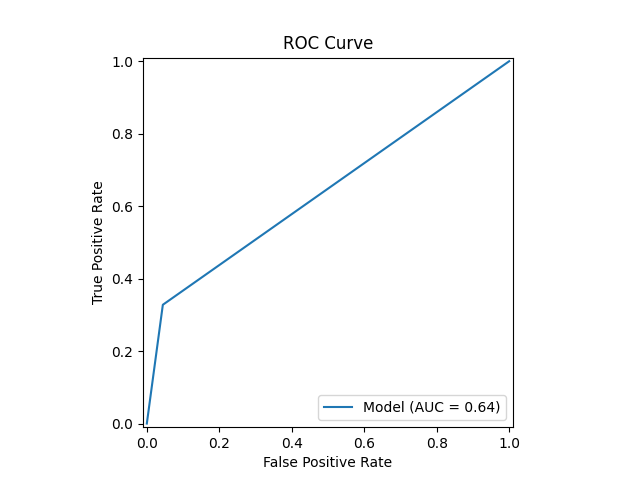 ROC Curve
True Positive Rate
1.0
0.8
0.6
0.4
0.2
0.0
Model (AUC = 0.64)
0.0 0.2 0.4 0.6 0.8 1.0
False Positive Rate